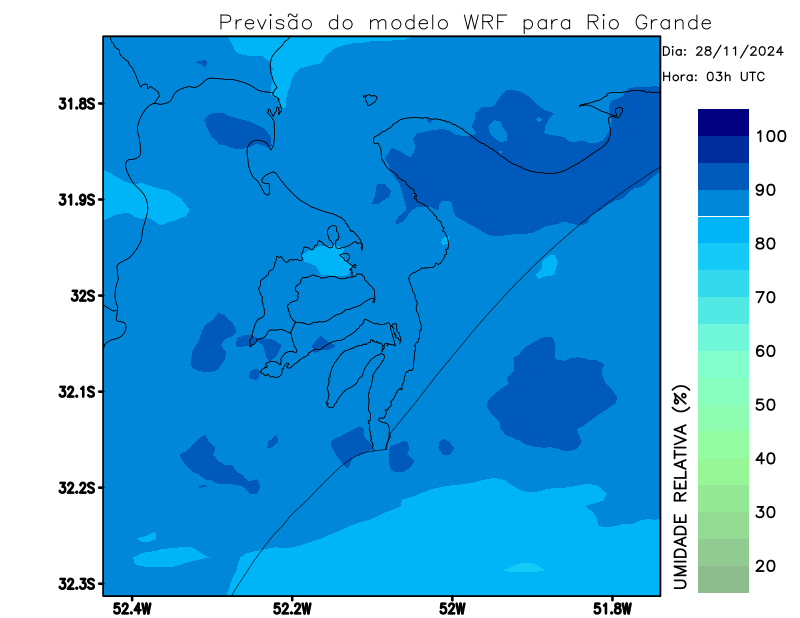 Previsão do modelo WRF para Rio Grande
Dia: 28/11/2024
Hora: 03h UTC
31.8S
31.9S
32S
32.1S
32.2S
32.3S
52.4W 52.2W 52W 51.8W
100
90
80
70
60
50
40
30
20
UMIDADE RELATIVA (%)